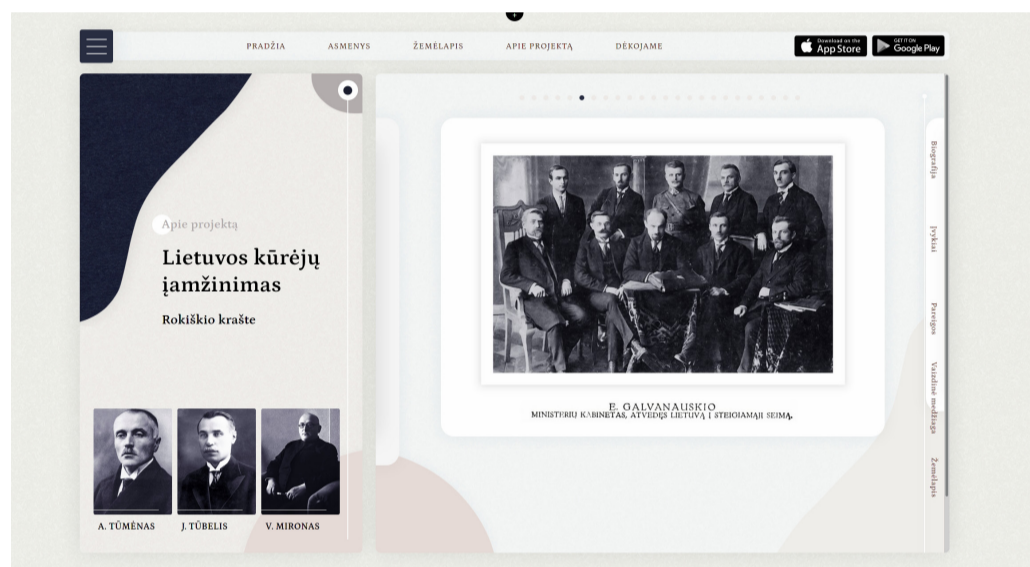 PRADŽIA
ASMENYS
ŽEMĖLAPIS
APIE PROJEKTĄ
DĖKOJAME
Download on the
App Store
GET IT ON
Google Play
Apie projektą
Lietuvos kūrėjų
įamžinimas
Rokiškio krašte
A. TŪMĖNAS
J. TŪBELIS
V. MIRONAS
E. GALVANAUSKIO
MINISTERIŲ KABINETAS, ATVEDĘS LIETUVĄ Į STEIGIAMĄJĮ SEIMĄ.
Biografija
Įvykiai
Pareigos
Vaizdinė medžiaga
Žemėlapis